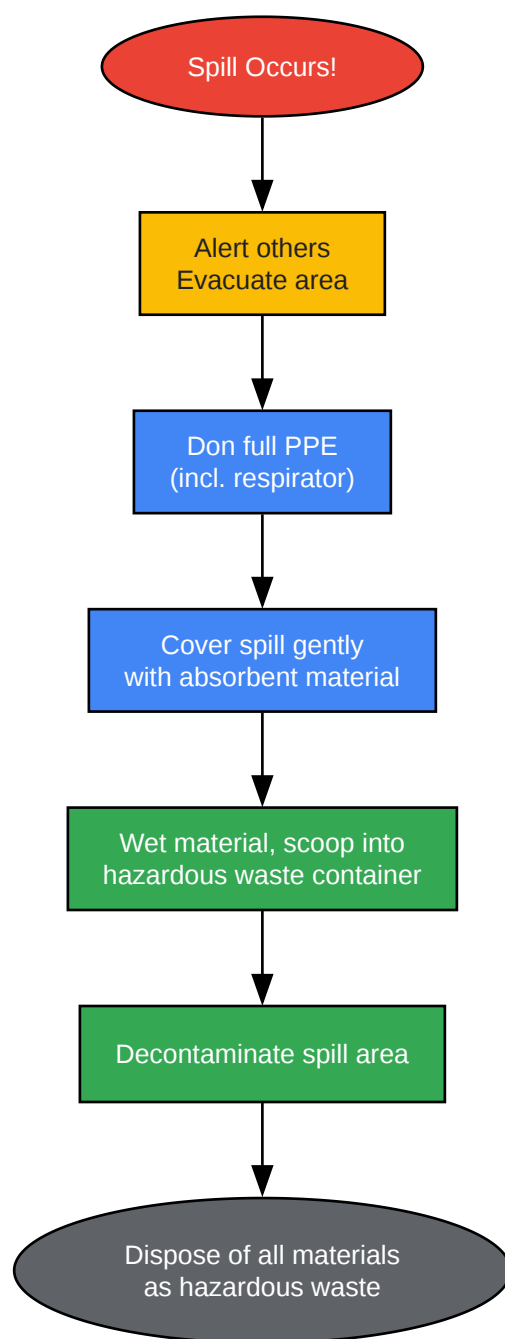 Spill Occurs!
Alert others
Evacuate area
Don full PPE
(incl. respirator)
Cover spill gently
with absorbent material
Wet material, scoop into
hazardous waste container
Decontaminate spill area
Dispose of all materials
as hazardous waste